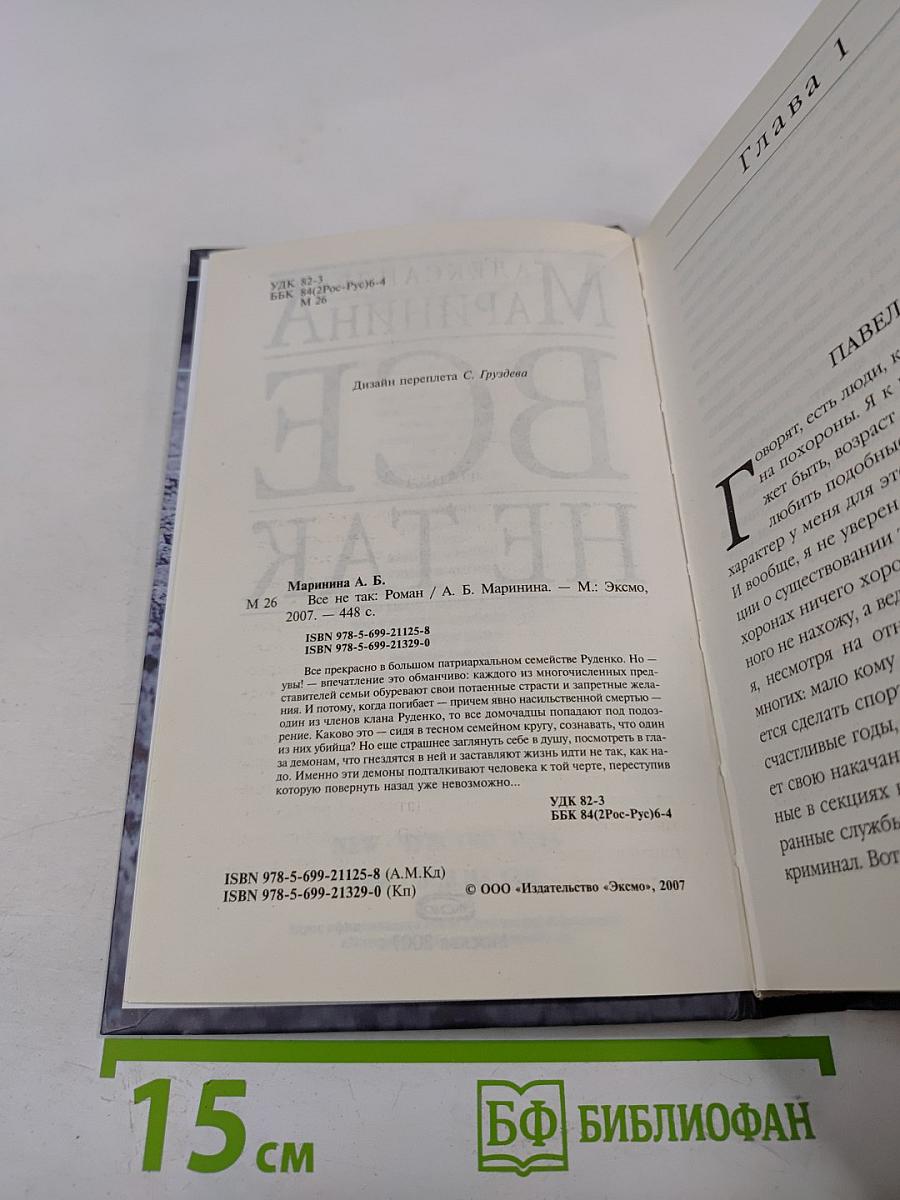 УДК 82-3
ББК 84(2Рос-Рус)6-4
М 26
Дизайн переплета С. Груздева
Маринина А. Б.
М 26 Все не так: Роман / А. Б. Маринина. — М.: Эксмо,
2007. — 448 с.
ISBN 978-5-699-21125-8
ISBN 978-5-699-21329-0
Все прекрасно в большом патриархальном семействе Руденко. Но —
увы! — впечатление это обманчиво: каждого из многочисленных пред-
ставителей семьи обуревают свои потаенные страсти и запретные жела-
ния. И потому, когда погибает — причем явно насильственной смертью —
один из членов клана Руденко, то все домочадцы попадают под подоз-
рение. Каково это — сидя в тесном семейном кругу, сознавать, что один
из них убийца? Но еще страшнее заглянуть себе в душу, посмотреть в гла-
за демонам, что гнездятся в ней и заставляют жизнь идти не так, как на-
до. Именно эти демоны подталкивают человека к той черте, переступив
которую повернуть назад уже невозможно...
УДК 82-3
ББК 84(2Рос-Рус)6-4
ISBN 978-5-699-21125-8 (А.М.Кд)
ISBN 978-5-699-21329-0 (Кп)
© ООО «Издательство «Эксмо», 2007
Глава 1
ПАВЕЛ
Говорят, есть люди, к
на похороны. Я к
жет быть, возраст
любить подобные
характер у меня для это
И вообще, я не уверен
ции о существовании
хоронах ничего хоро
ного не нахожу, а вед
я, несмотря на отн
многих: мало кому
ется сделать спорт
счастливые годы,
ет свою накачан
ные в секциях
ранные служб
криминал. Вот
15 см
БФ БИБЛИОФАН